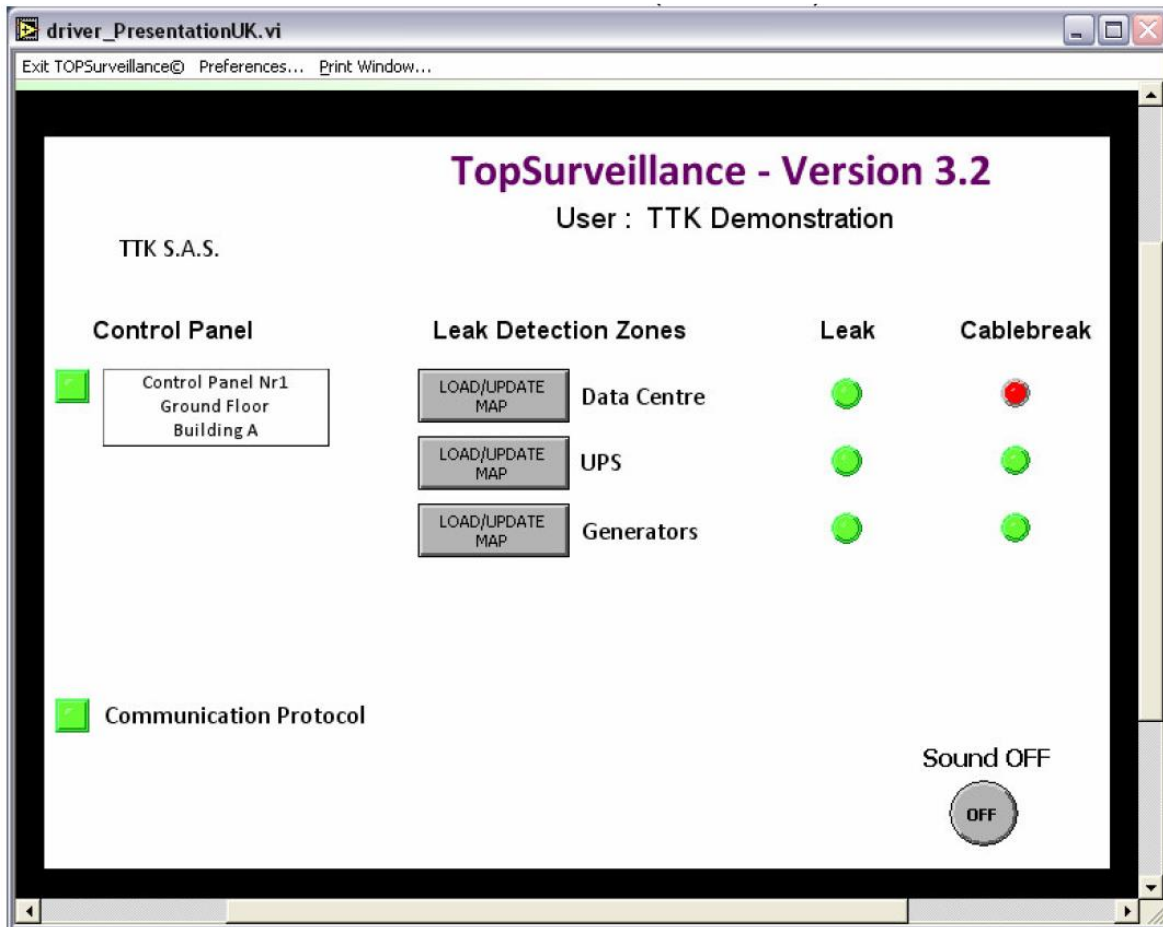 driver_PresentationUK.vi
Exit TOPSurveillance© Preferences... Print Window...
TopSurveillance - Version 3.2
User : TTK Demonstration
TTK S.A.S.
Control Panel Leak Detection Zones Leak Cablebreak
Control Panel Nr1
Ground Floor
Building A
LOAD/UPDATE
MAP
Data Centre
LOAD/UPDATE
MAP
UPS
LOAD/UPDATE
MAP
Generators
Communication Protocol
Sound OFF
OFF